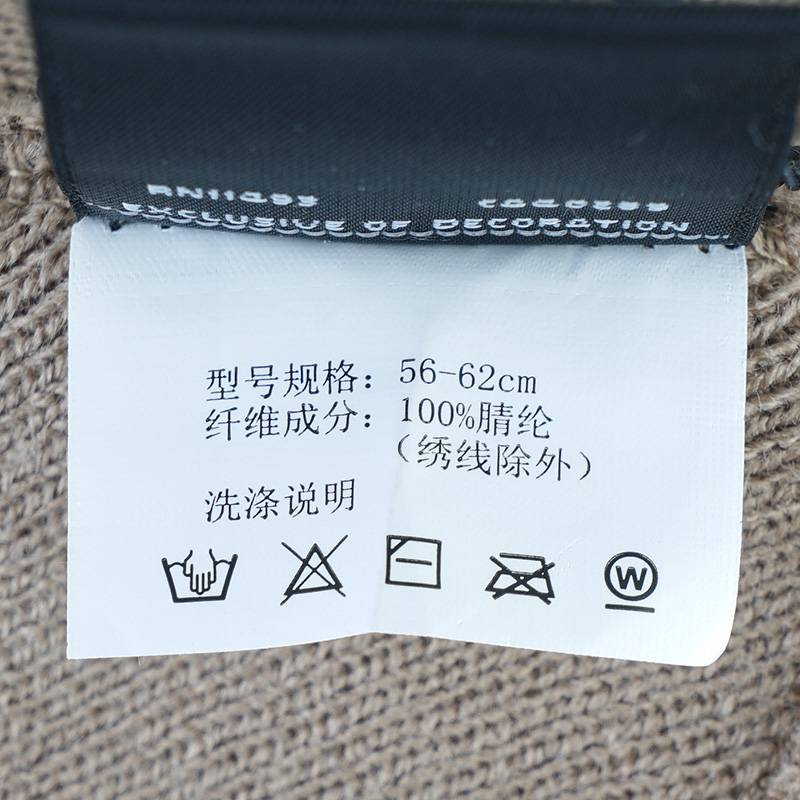 RN11493
EXCLUSIVE OF DECORATION
型号规格：56-62cm
纤维成分：100%腈纶
（绣线除外）
洗涤说明
W